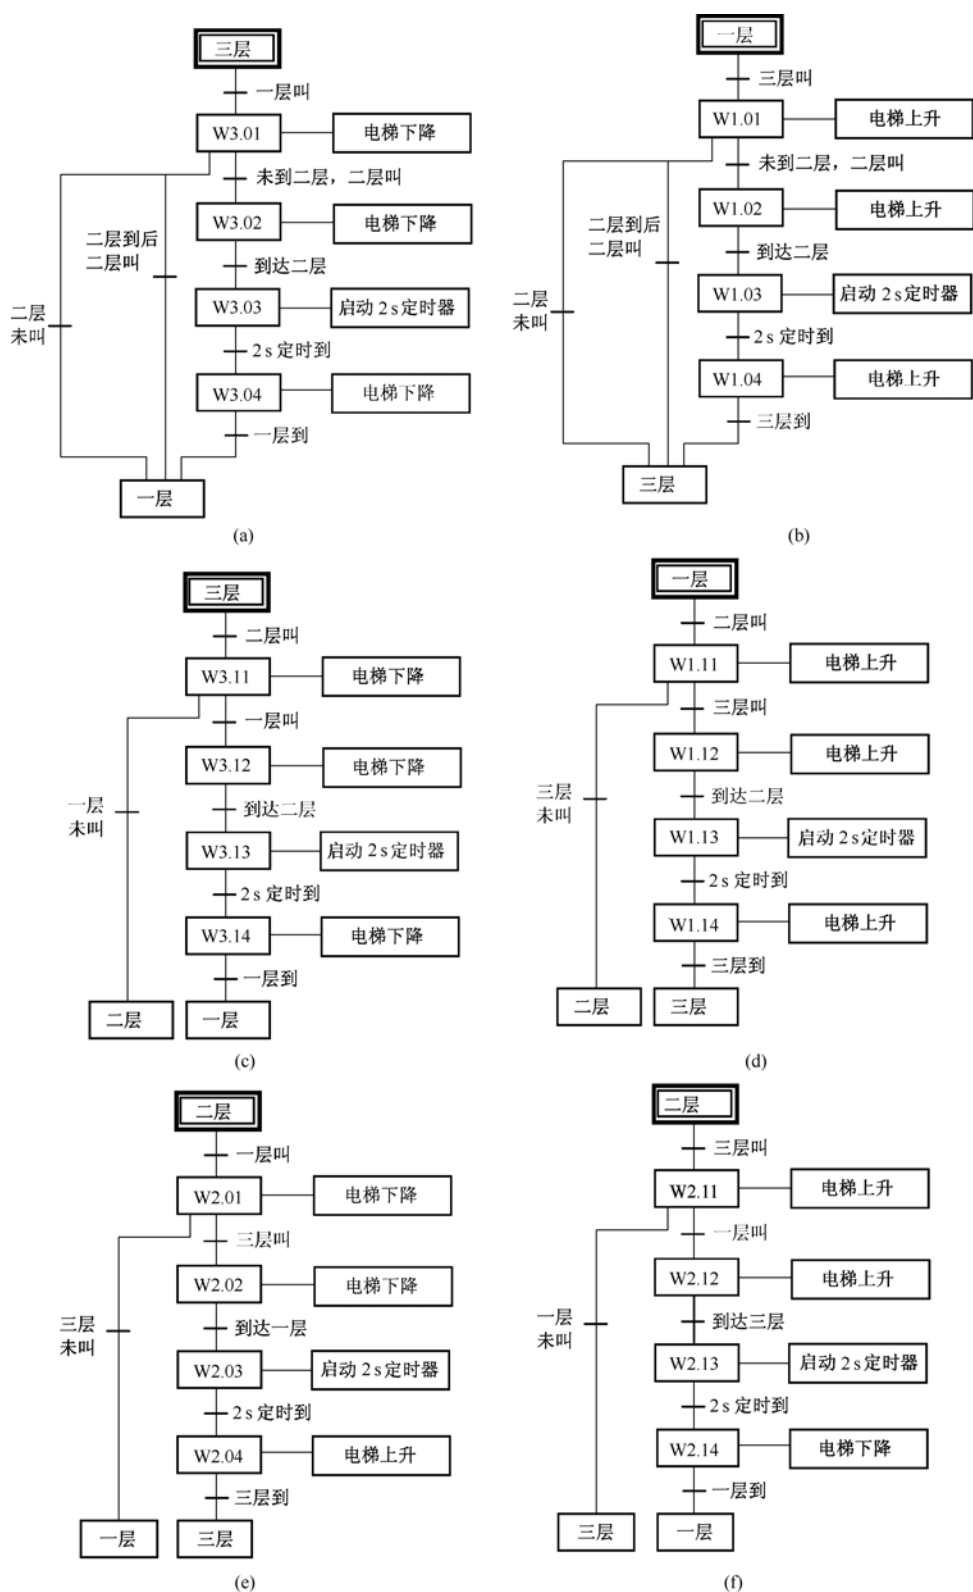 三层
一层叫
W3.01
电梯下降
未到二层，二层叫
W3.02
电梯下降
二层到后
二层叫
到达二层
二层
未叫
W3.03
启动 2 s 定时器
2 s 定时到
W3.04
电梯下降
一层到
一层
(a)
一层
三层叫
W1.01
电梯上升
未到二层，二层叫
W1.02
电梯上升
二层到后
二层叫
到达二层
二层
未叫
W1.03
启动 2 s 定时器
2 s 定时到
W1.04
电梯上升
三层到
三层
(b)
三层
二层叫
W3.11
电梯下降
一层叫
W3.12
电梯下降
一层
未叫
到达二层
W3.13
启动 2 s 定时器
2 s 定时到
W3.14
电梯下降
一层到
二层
一层
(c)
一层
二层叫
W1.11
电梯上升
三层叫
W1.12
电梯上升
三层
未叫
到达二层
W1.13
启动 2 s 定时器
2 s 定时到
W1.14
电梯上升
三层到
二层
三层
(d)
二层
一层叫
W2.01
电梯下降
三层叫
W2.02
电梯下降
三层
未叫
到达一层
W2.03
启动 2 s 定时器
2 s 定时到
W2.04
电梯上升
三层到
一层
三层
(e)
二层
三层叫
W2.11
电梯上升
一层叫
W2.12
电梯上升
一层
未叫
到达三层
W2.13
启动 2 s 定时器
2 s 定时到
W2.14
电梯下降
一层到
三层
一层
(f)